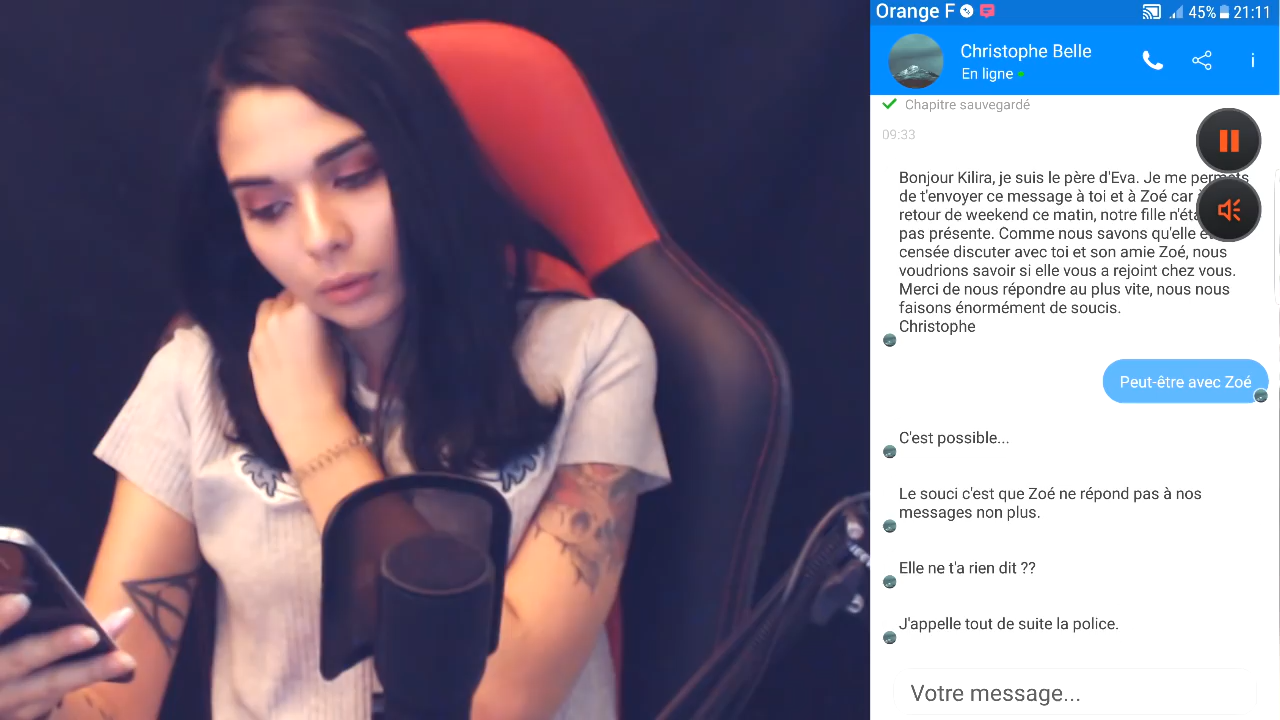 Orange F
45% 21:11
Christophe Belle
En ligne
Chapitre sauvegardé
09:33
Bonjour Kilira, je suis le père d'Eva. Je me permets
de t'envoyer ce message à toi et à Zoé car
retour de weekend ce matin, notre fille
pas présente. Comme nous savons qu'elle
censée discuter avec toi et son amie Zoé, nous
voudrions savoir si elle vous a rejoint chez vous.
Merci de nous répondre au plus vite, nous nous
faisons énormément de soucis.
Christophe
Peut-être avec Zoé
C'est possible...
Le souci c'est que Zoé ne répond pas à nos
messages non plus.
Elle ne t'a rien dit ??
J'appelle tout de suite la police.
Votre message...